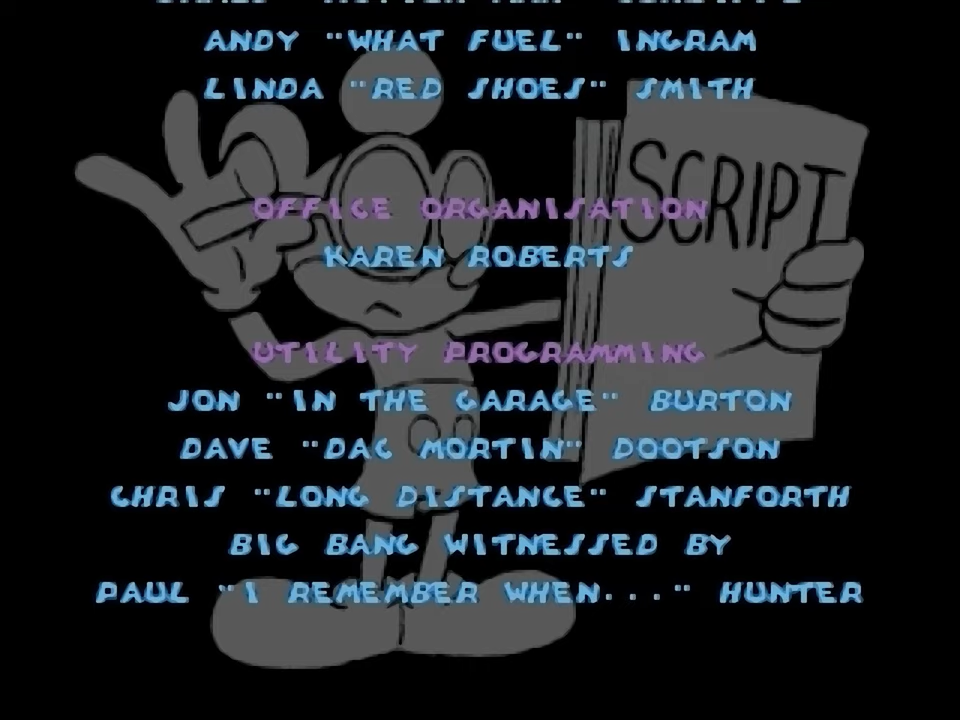 ANDY "WHAT FUEL" INGRAM
LINDA "RED SHOES" SMITH
SCRIPT
OFFICE ORGANISATION
KAREN ROBERTS
UTILITY PROGRAMMING
JON "IN THE GARAGE" BURTON
DAVE "DAC MORTIN" DOOTSON
CHRIS "LONG DISTANCE" STANFORTH
BIG BANG WITNESSED BY
PAUL "I REMEMBER WHEN..." HUNTER